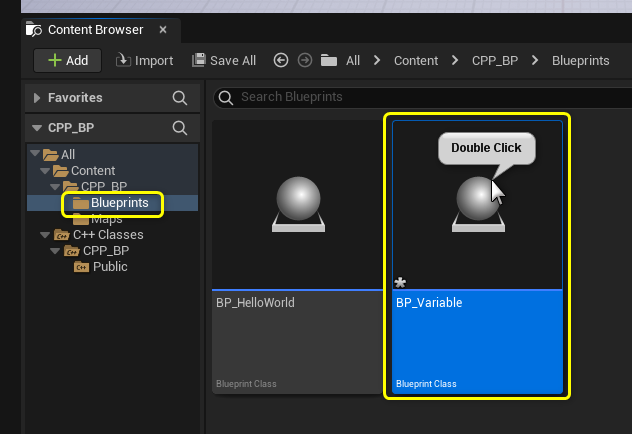 Content Browser
Add
Import
Save All
All
Content
CPP_BP
Blueprints
Favorites
Search Blueprints
CPP_BP
All
Content
CPP_BP
Blueprints
Maps
C++ Classes
CPP_BP
Public
Double Click
BP_HelloWorld
Blueprint Class
BP_Variable
Blueprint Class